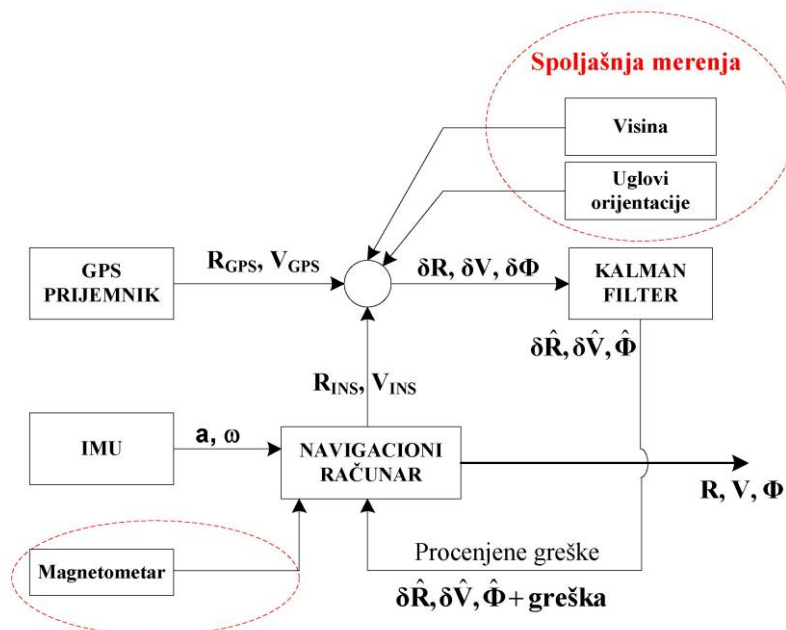 Spoljašnja merenja
Visina
Uglovi
orijentacije
GPS
PRIJEMNIK
R_GPS, V_GPS
δR, δV, δΦ
KALMAN
FILTER
δR̂, δV̂, Φ̂
R_INS, V_INS
IMU
a, ω
NAVIGACIONI
RAČUNAR
R, V, Φ
Magnetometar
Procenjene greške
δR̂, δV̂, Φ̂ + greška